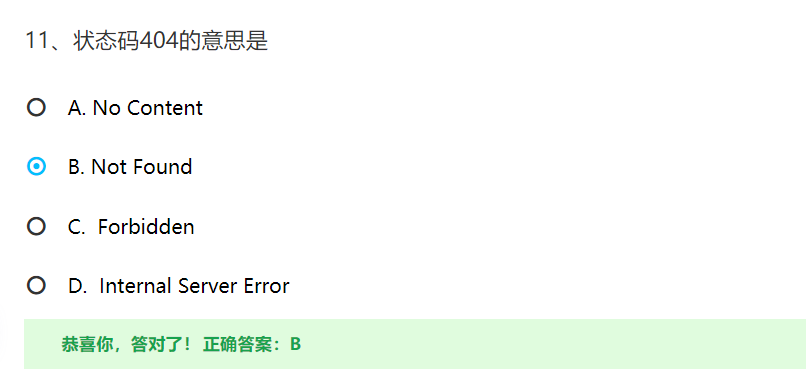 11、状态码404的意思是
A. No Content
B. Not Found
C. Forbidden
D. Internal Server Error
恭喜你，答对了！正确答案：B